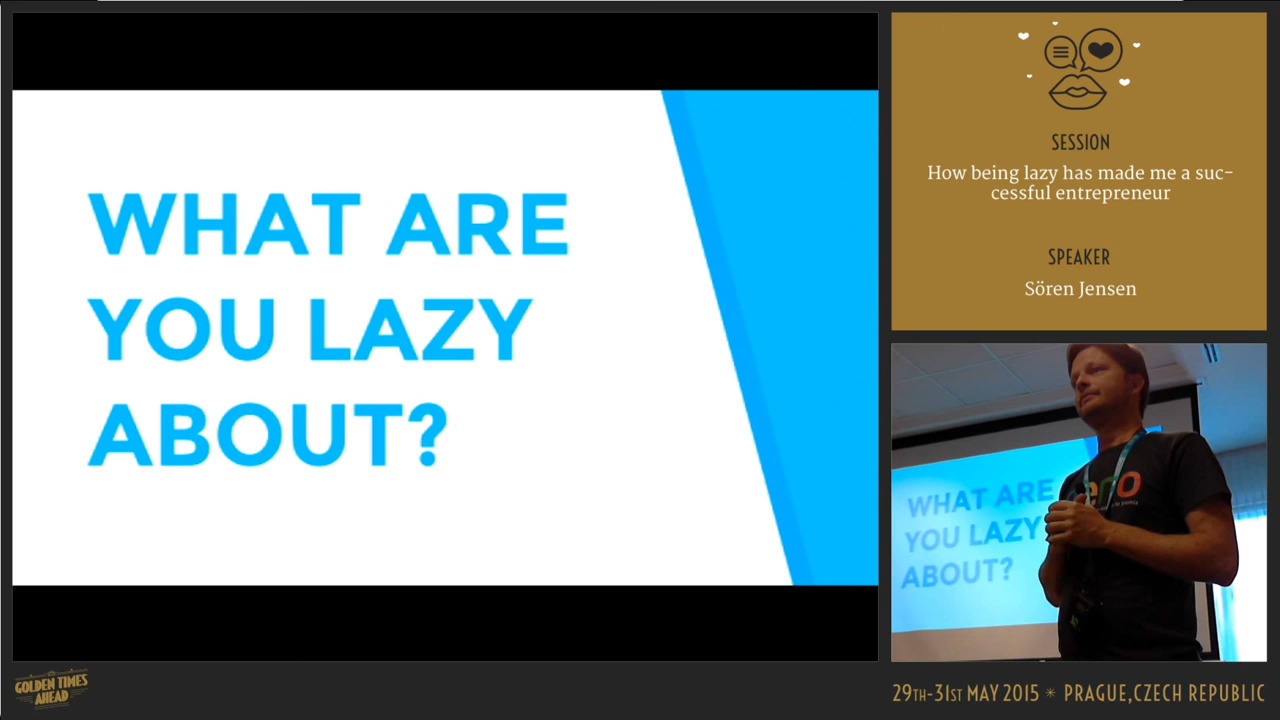 WHAT ARE
YOU LAZY
ABOUT?
SESSION
How being lazy has made me a suc-
cessful entrepreneur
SPEAKER
Sören Jensen
WHAT ARE
YOU LAZY
ABOUT?
GOLDEN TIMES
AHEAD
29TH-31ST MAY 2015 * PRAGUE,CZECH REPUBLIC